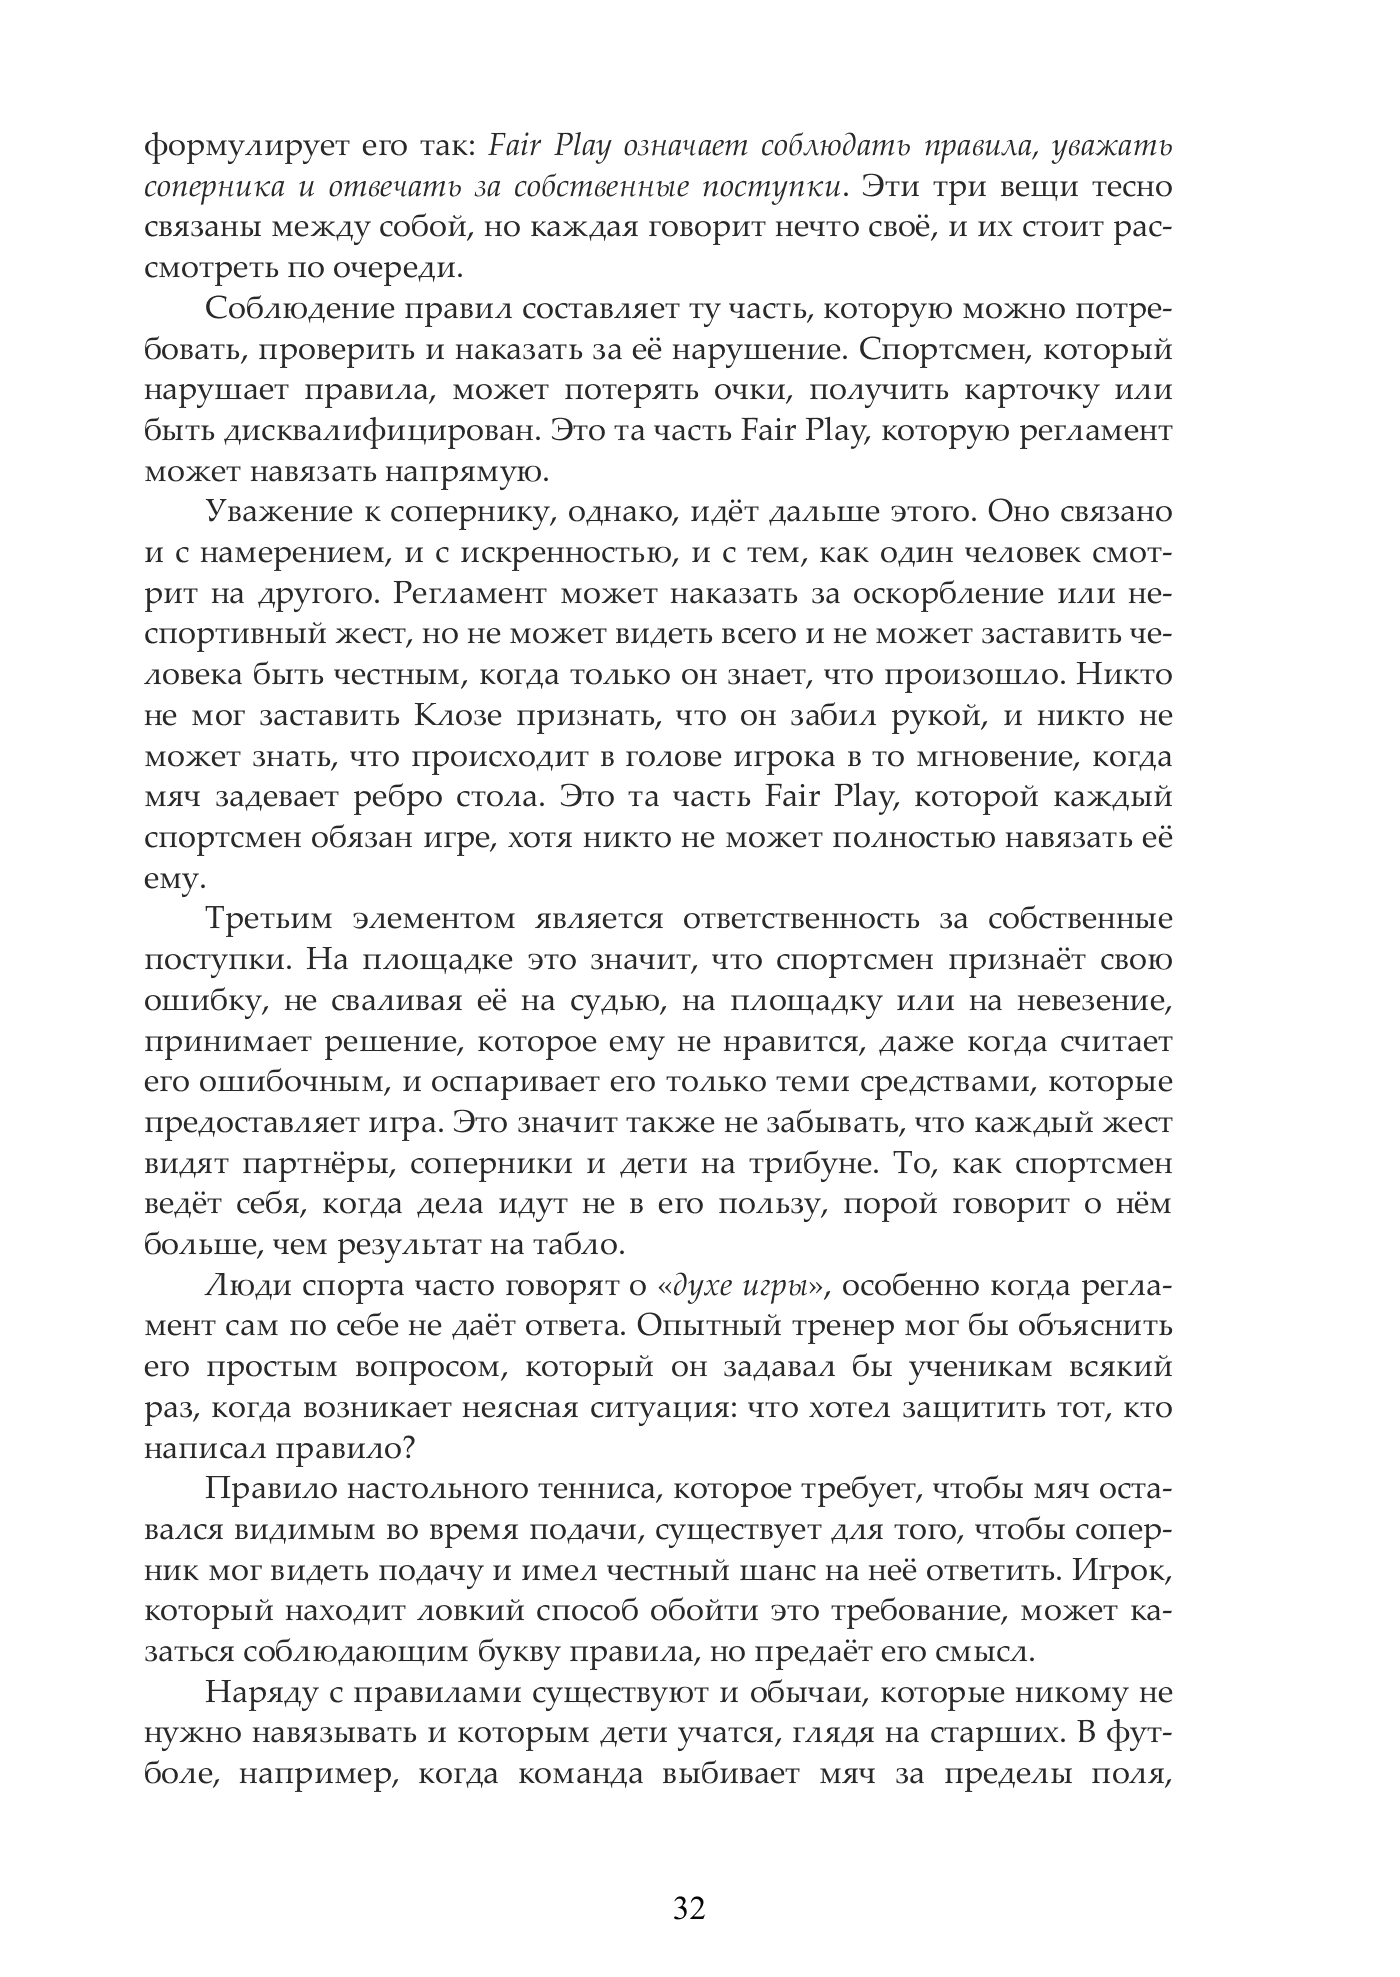 формулирует его так: Fair Play означает соблюдать правила, уважать
соперника и отвечать за собственные поступки. Эти три вещи тесно
связаны между собой, но каждая говорит нечто своё, и их стоит рас-
смотреть по очереди.
Соблюдение правил составляет ту часть, которую можно потре-
бовать, проверить и наказать за её нарушение. Спортсмен, который
нарушает правила, может потерять очки, получить карточку или
быть дисквалифицирован. Это та часть Fair Play, которую регламент
может навязать напрямую.
Уважение к сопернику, однако, идёт дальше этого. Оно связано
и с намерением, и с искренностью, и с тем, как один человек смот-
рит на другого. Регламент может наказать за оскорбление или не-
спортивный жест, но не может видеть всего и не может заставить че-
ловека быть честным, когда только он знает, что произошло. Никто
не мог заставить Клозе признать, что он забил рукой, и никто не
может знать, что происходит в голове игрока в то мгновение, когда
мяч задевает ребро стола. Это та часть Fair Play, которой каждый
спортсмен обязан игре, хотя никто не может полностью навязать её
ему.
Третьим элементом является ответственность за собственные
поступки. На площадке это значит, что спортсмен признаёт свою
ошибку, не сваливая её на судью, на площадку или на невезение,
принимает решение, которое ему не нравится, даже когда считает
его ошибочным, и оспаривает его только теми средствами, которые
предоставляет игра. Это значит также не забывать, что каждый жест
видят партнёры, соперники и дети на трибуне. То, как спортсмен
ведёт себя, когда дела идут не в его пользу, порой говорит о нём
больше, чем результат на табло.
Люди спорта часто говорят о «духе игры», особенно когда регла-
мент сам по себе не даёт ответа. Опытный тренер мог бы объяснить
его простым вопросом, который он задавал бы ученикам всякий
раз, когда возникает неясная ситуация: что хотел защитить тот, кто
написал правило?
Правило настольного тенниса, которое требует, чтобы мяч оста-
вался видимым во время подачи, существует для того, чтобы сопер-
ник мог видеть подачу и имел честный шанс на неё ответить. Игрок,
который находит ловкий способ обойти это требование, может ка-
заться соблюдающим букву правила, но предаёт его смысл.
Наряду с правилами существуют и обычаи, которые никому не
нужно навязывать и которым дети учатся, глядя на старших. В фут-
боле, например, когда команда выбивает мяч за пределы поля,
32